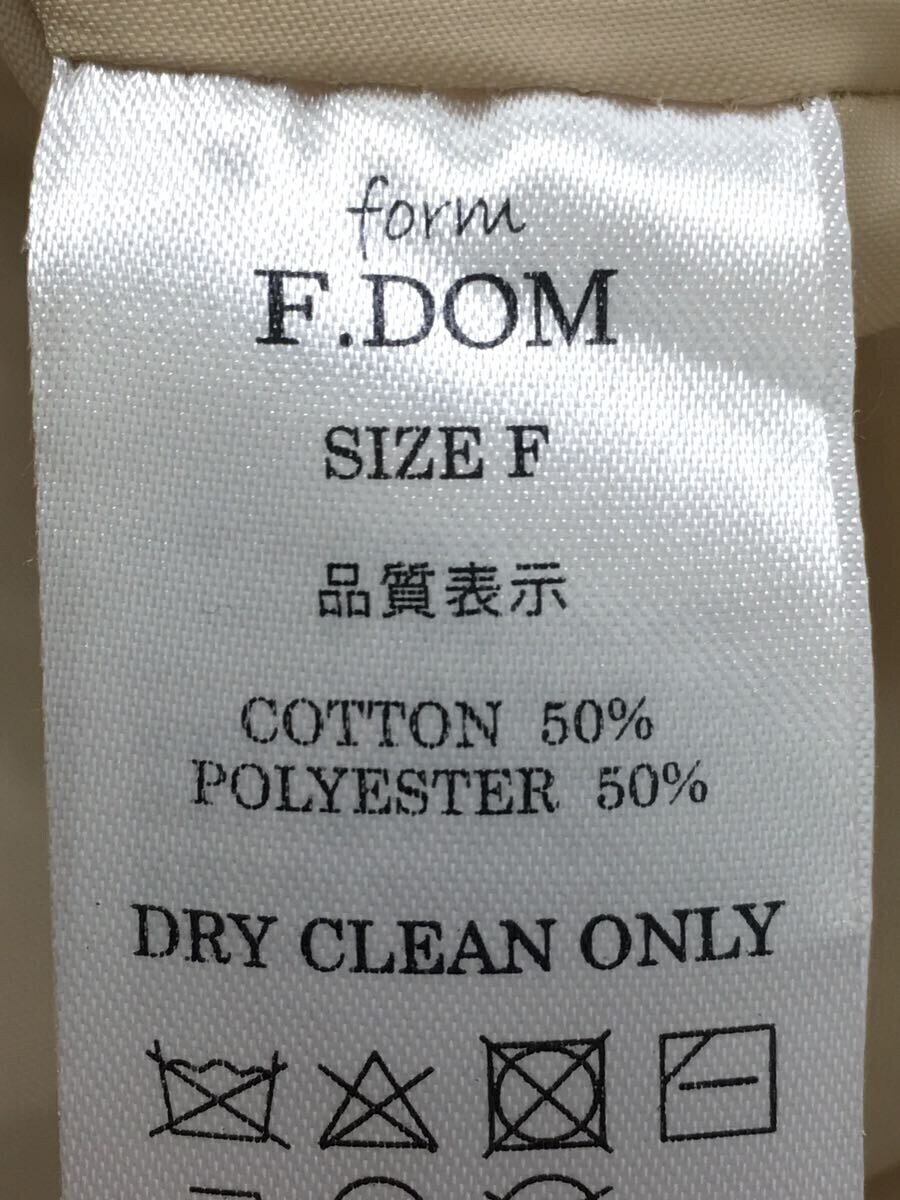 form
F.DOM
SIZE F
品質表示
COTTON 50%
POLYESTER 50%
DRY CLEAN ONLY